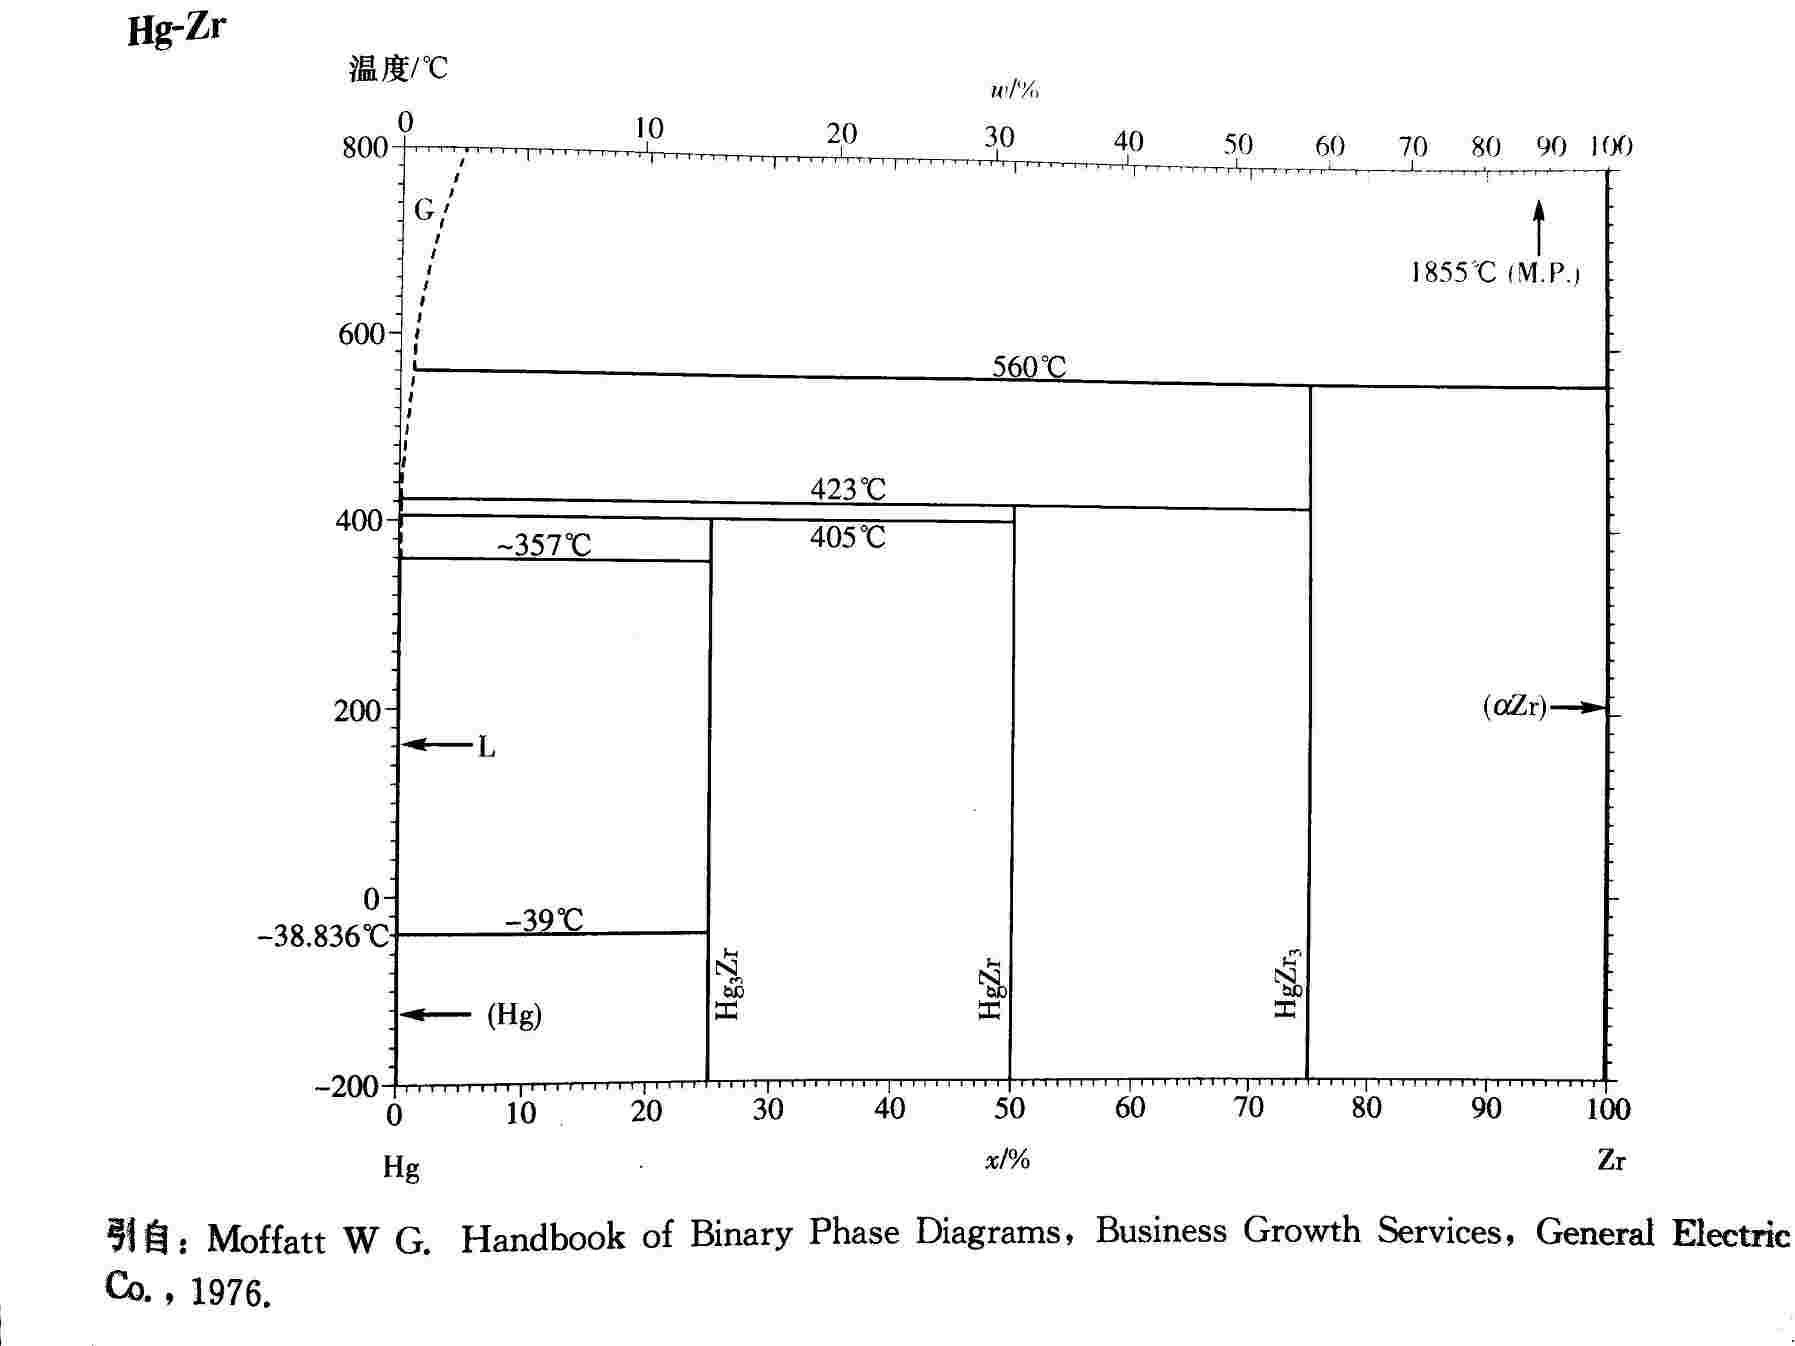 Hg-Zr
温度/℃
w/%
0 10 20 30 40 50 60 70 80 90 100
800
G
1855℃ (M.P.)
600
560℃
423℃
400
405℃
~357℃
200
(αZr)
L
0
-39℃
-38.836℃
Hg₃Zr
HgZr
HgZr₃
(Hg)
-200
0 10 20 30 40 50 60 70 80 90 100
Hg x/% Zr
引自: Moffatt W G. Handbook of Binary Phase Diagrams, Business Growth Services, General Electric
Co., 1976.